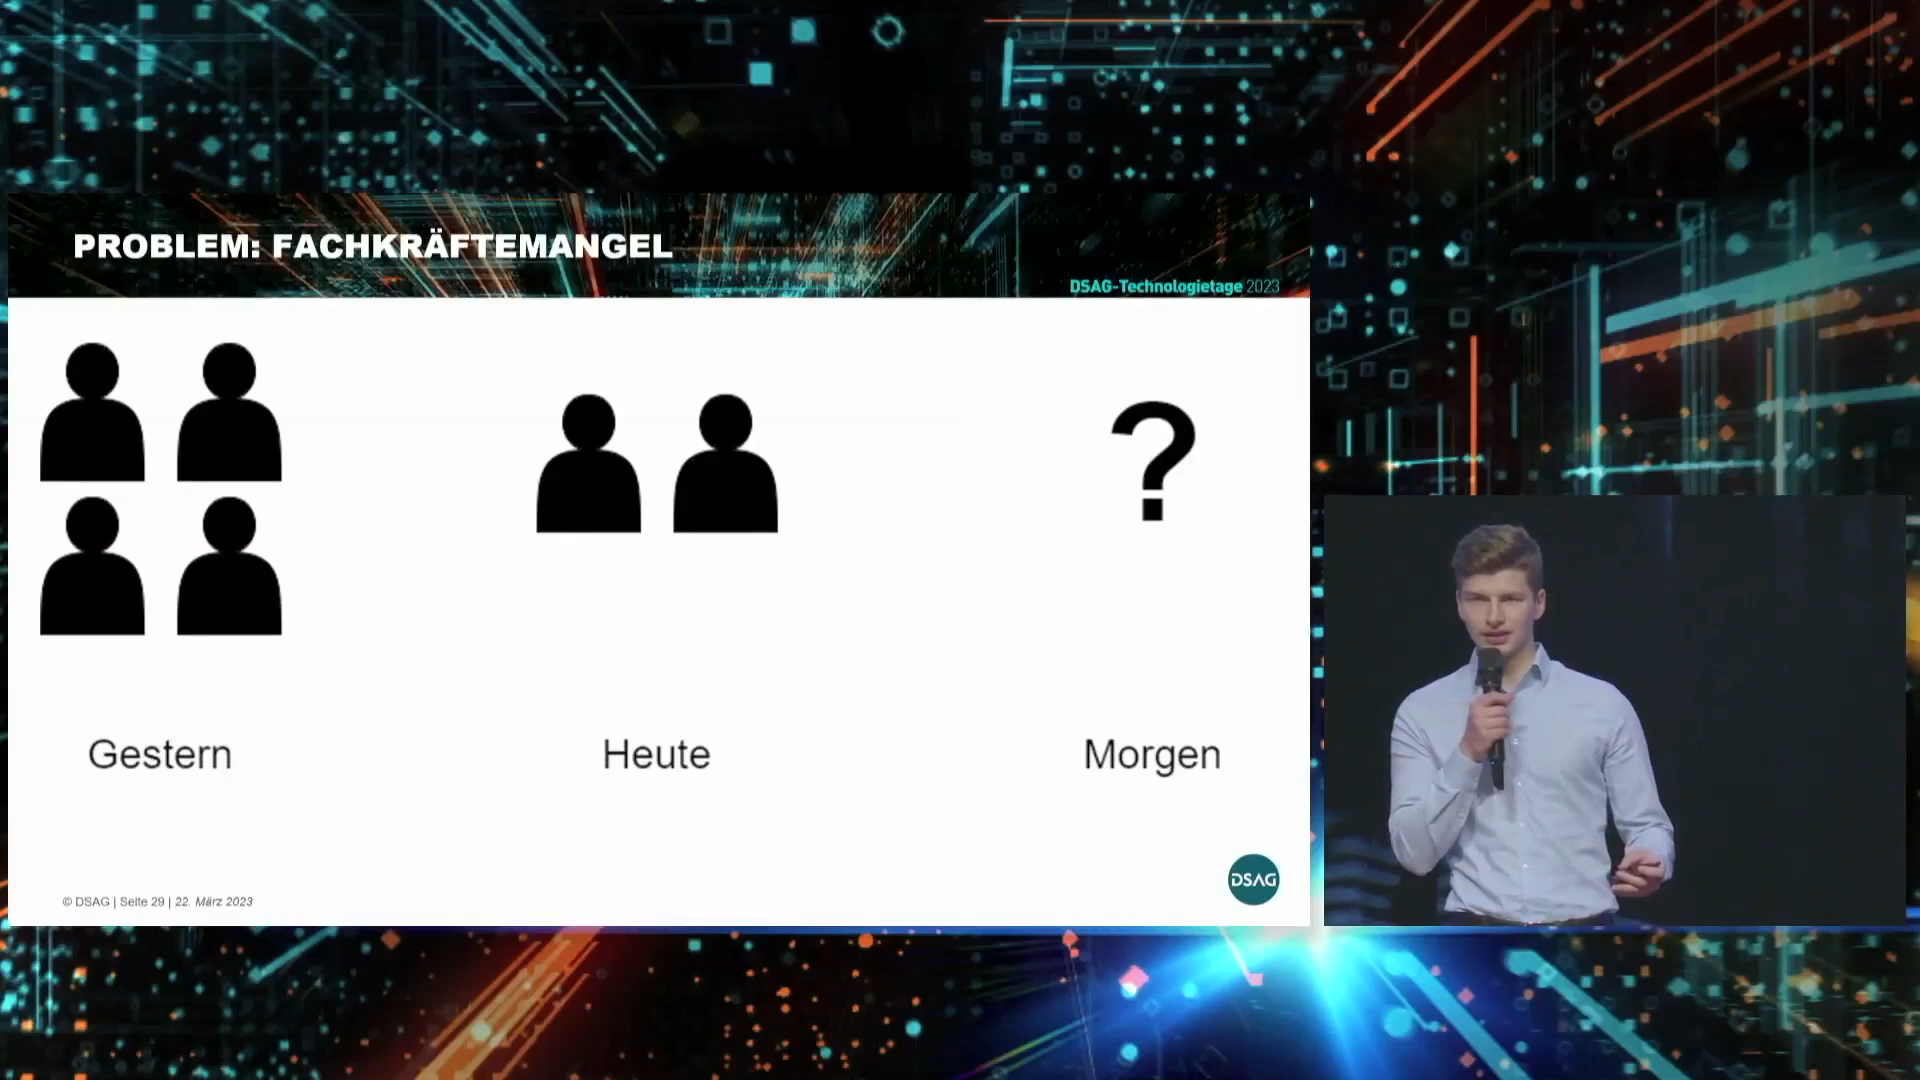 PROBLEM: FACHKRÄFTEMANGEL
DSAG-Technologietage 2023
?
Gestern
Heute
Morgen
© DSAG | Seite 29 | 22. März 2023
DSAG